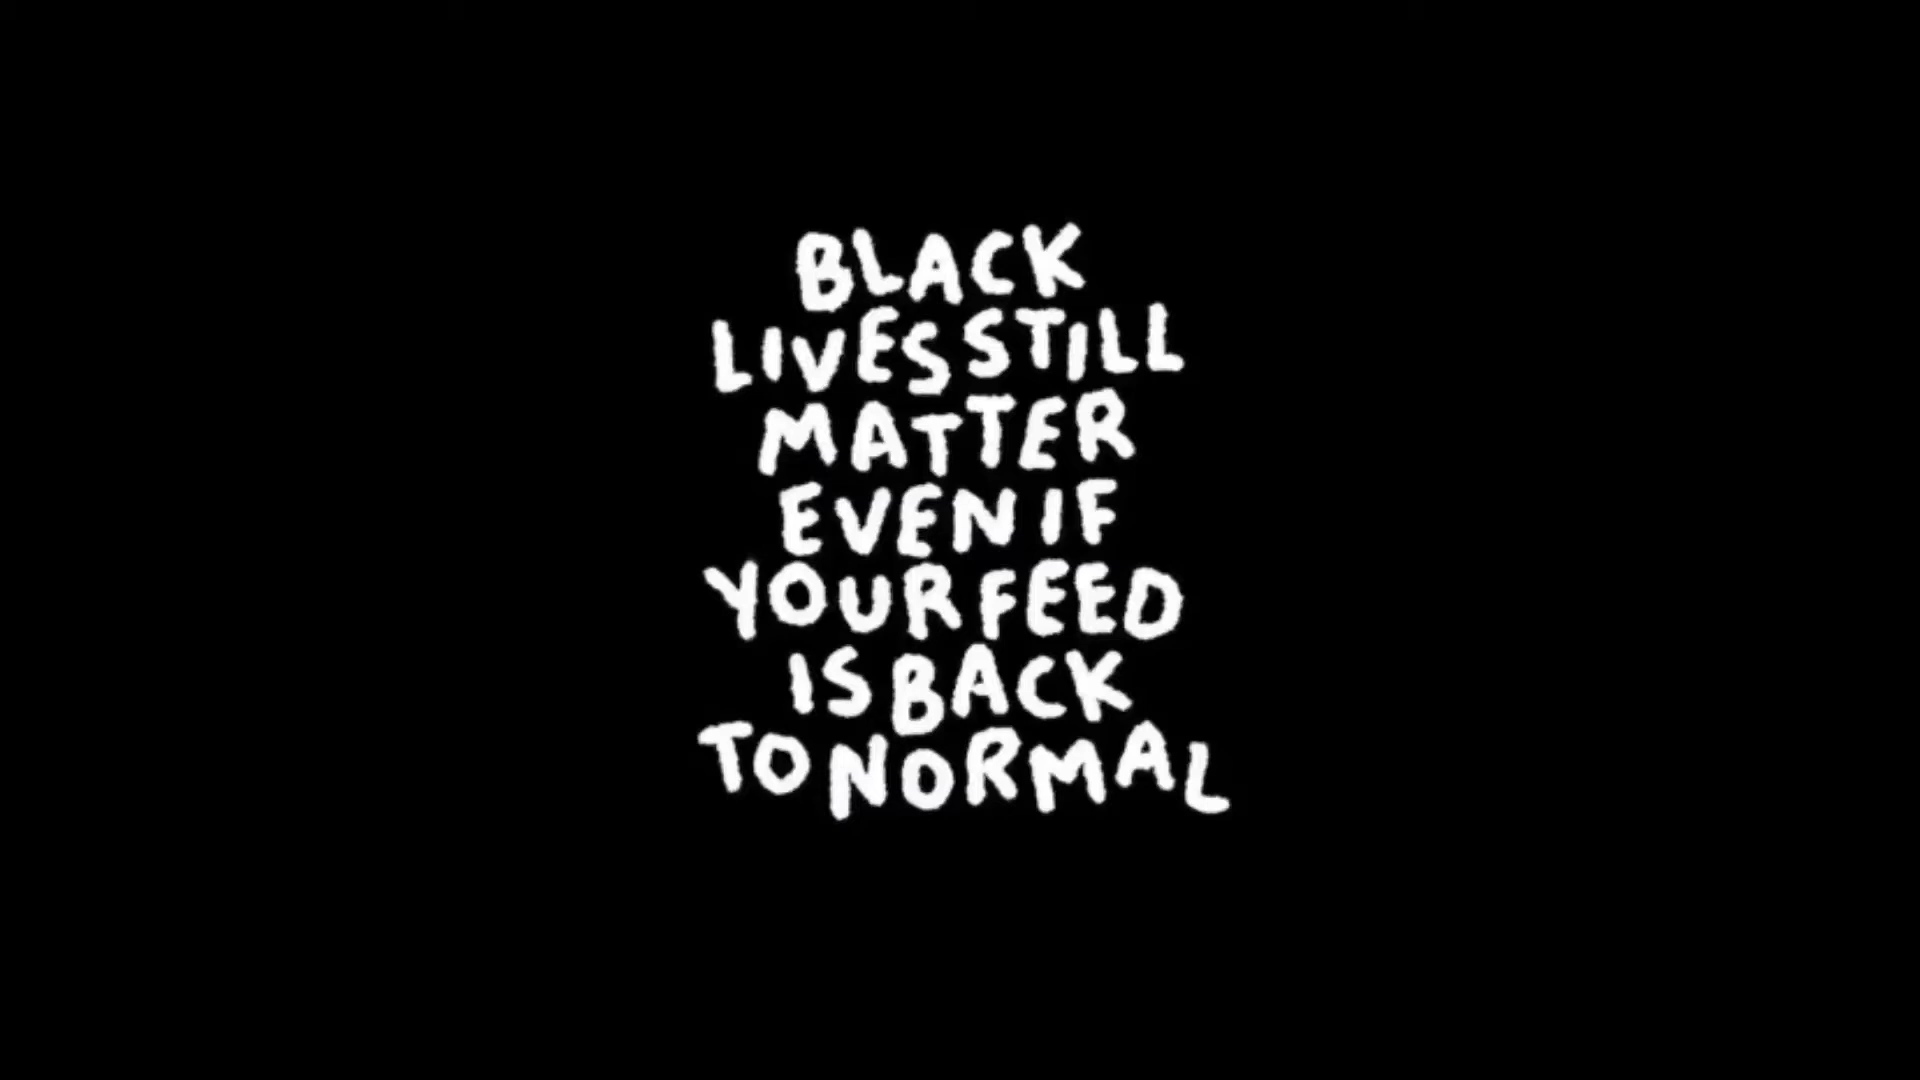 BLACK
LIVES STILL
MATTER
EVEN IF
YOUR FEED
IS BACK
TO NORMAL